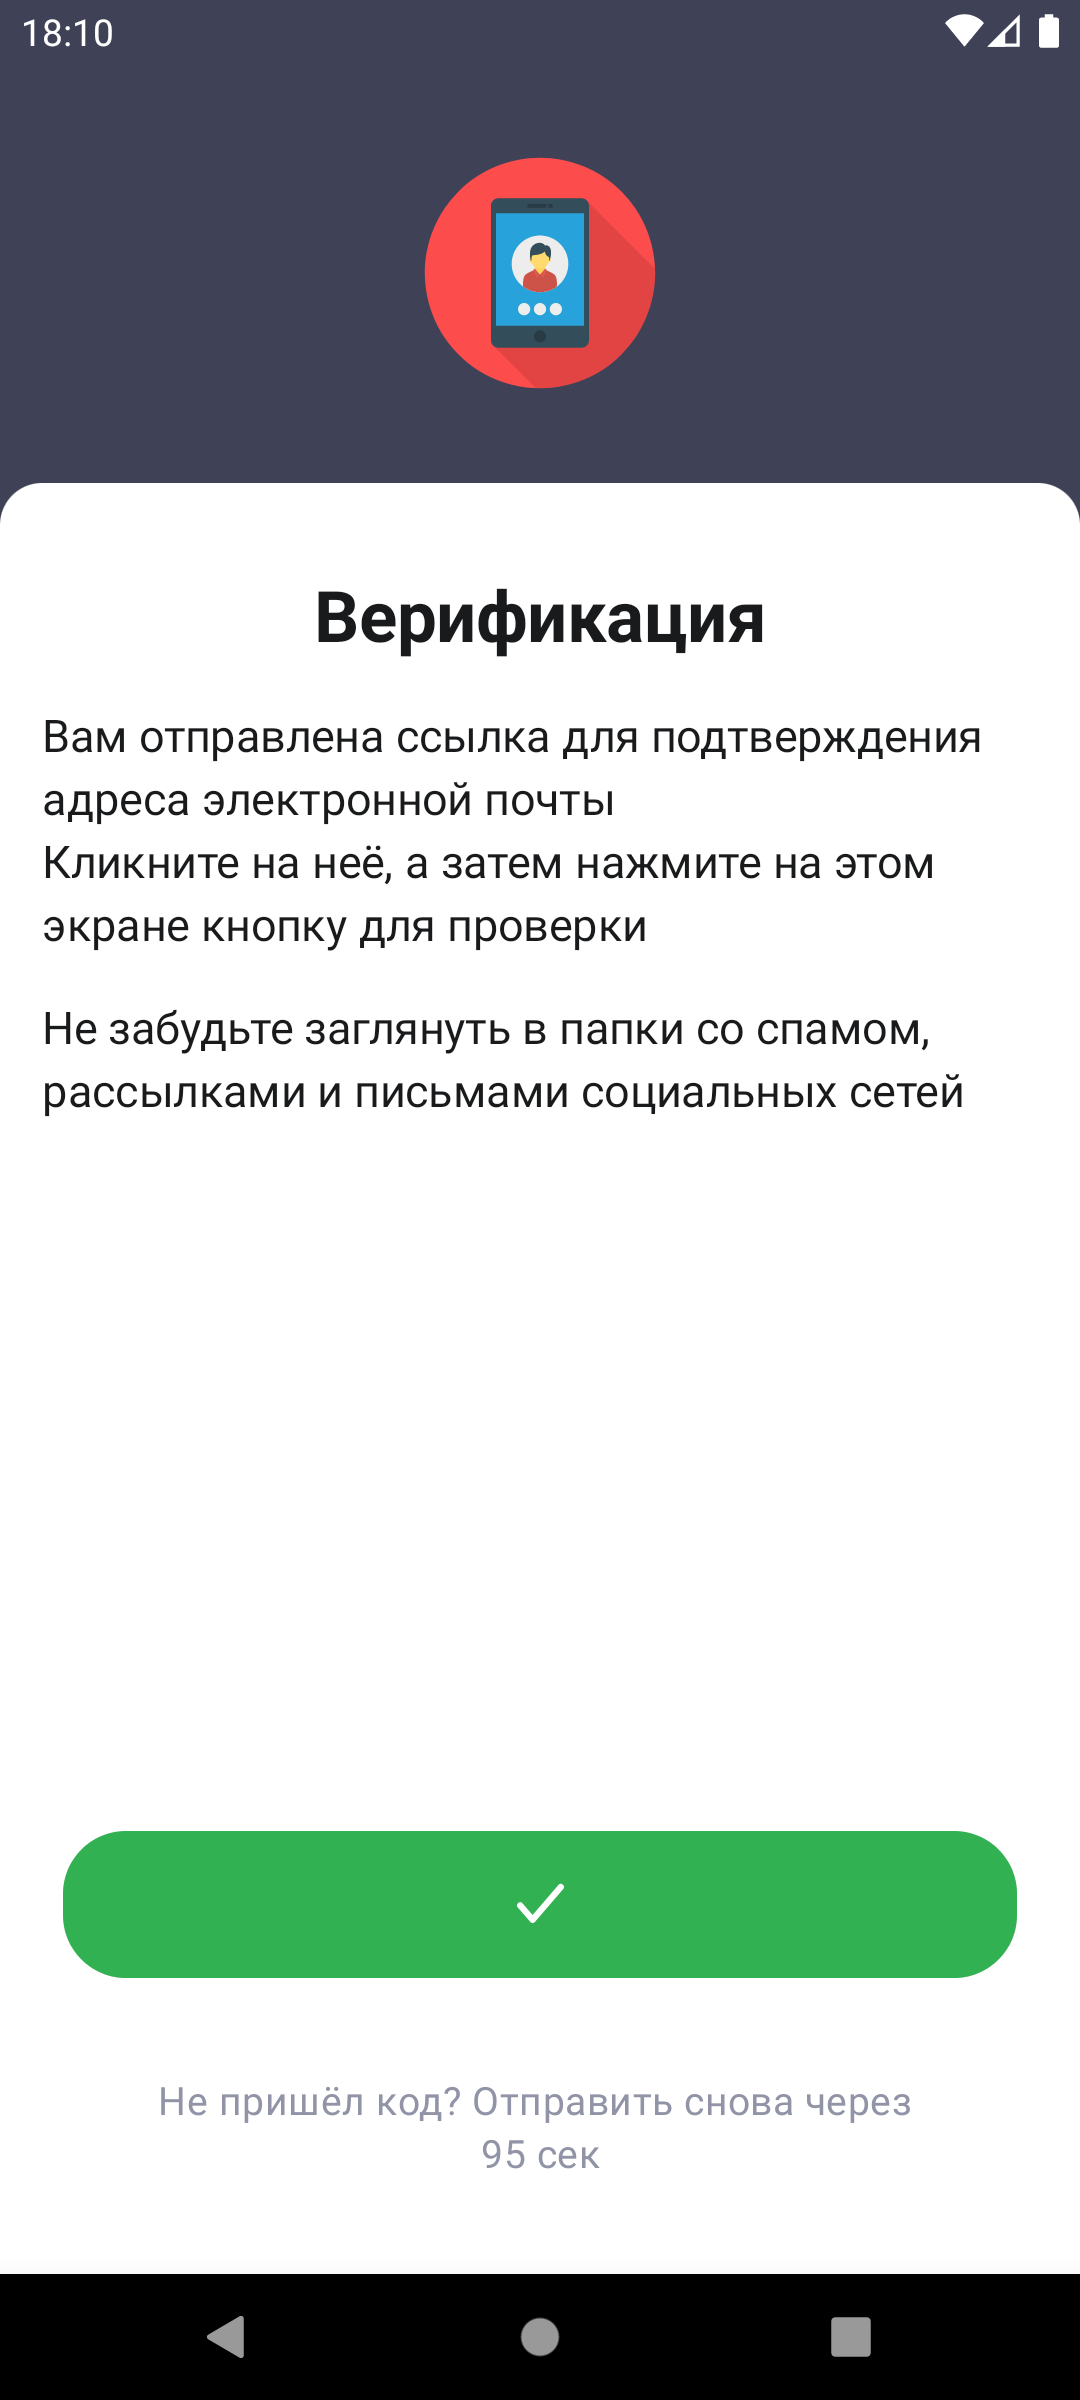 18:10
Верификация
Вам отправлена ссылка для подтверждения
адреса электронной почты
Кликните на неё, а затем нажмите на этом
экране кнопку для проверки
Не забудьте заглянуть в папки со спамом,
рассылками и письмами социальных сетей
Не пришёл код? Отправить снова через
95 сек